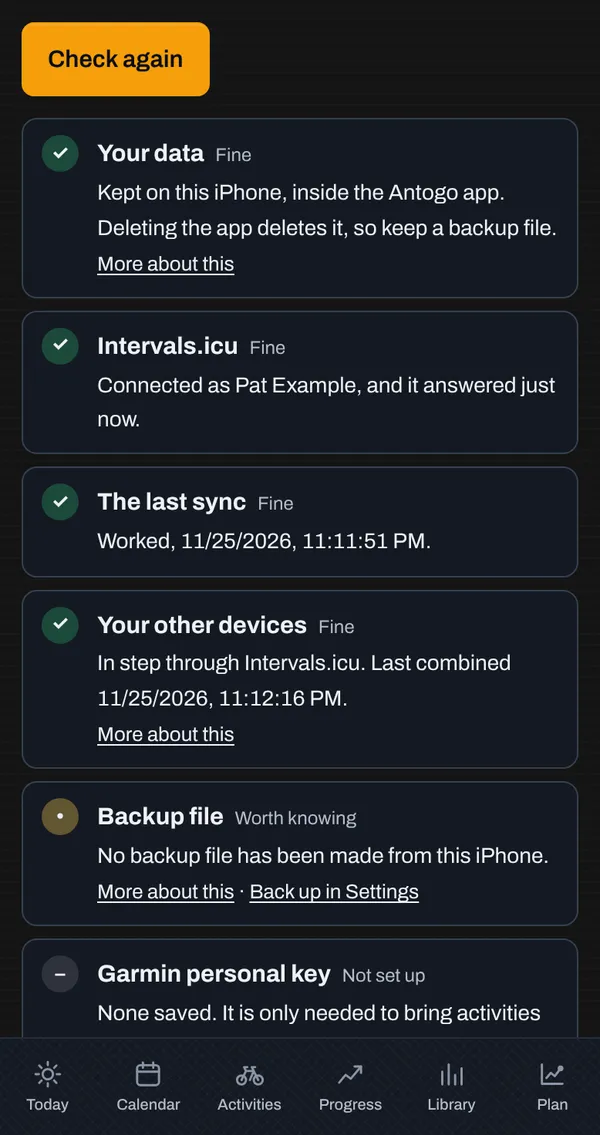 Check again
Your data Fine
Kept on this iPhone, inside the Antogo app.
Deleting the app deletes it, so keep a backup file.
More about this
Intervals.icu Fine
Connected as Pat Example, and it answered just
now.
The last sync Fine
Worked, 11/25/2026, 11:11:51 PM.
Your other devices Fine
In step through Intervals.icu. Last combined
11/25/2026, 11:12:16 PM.
More about this
Backup file Worth knowing
No backup file has been made from this iPhone.
More about this · Back up in Settings
Garmin personal key Not set up
None saved. It is only needed to bring activities
Today Calendar Activities Progress Library Plan